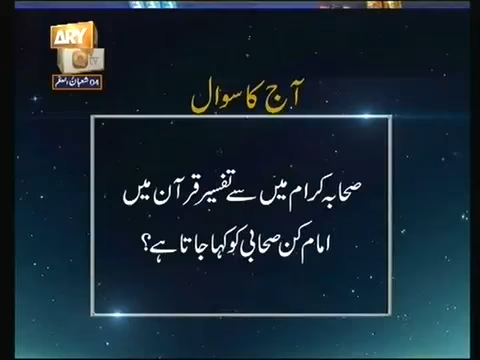 ARY
Qtv
04 شعبان المعظم
آج کا سوال
صحابہ کرام میں سے تفسیر قرآن میں
امام کن صحابی کو کہا جاتا ہے؟